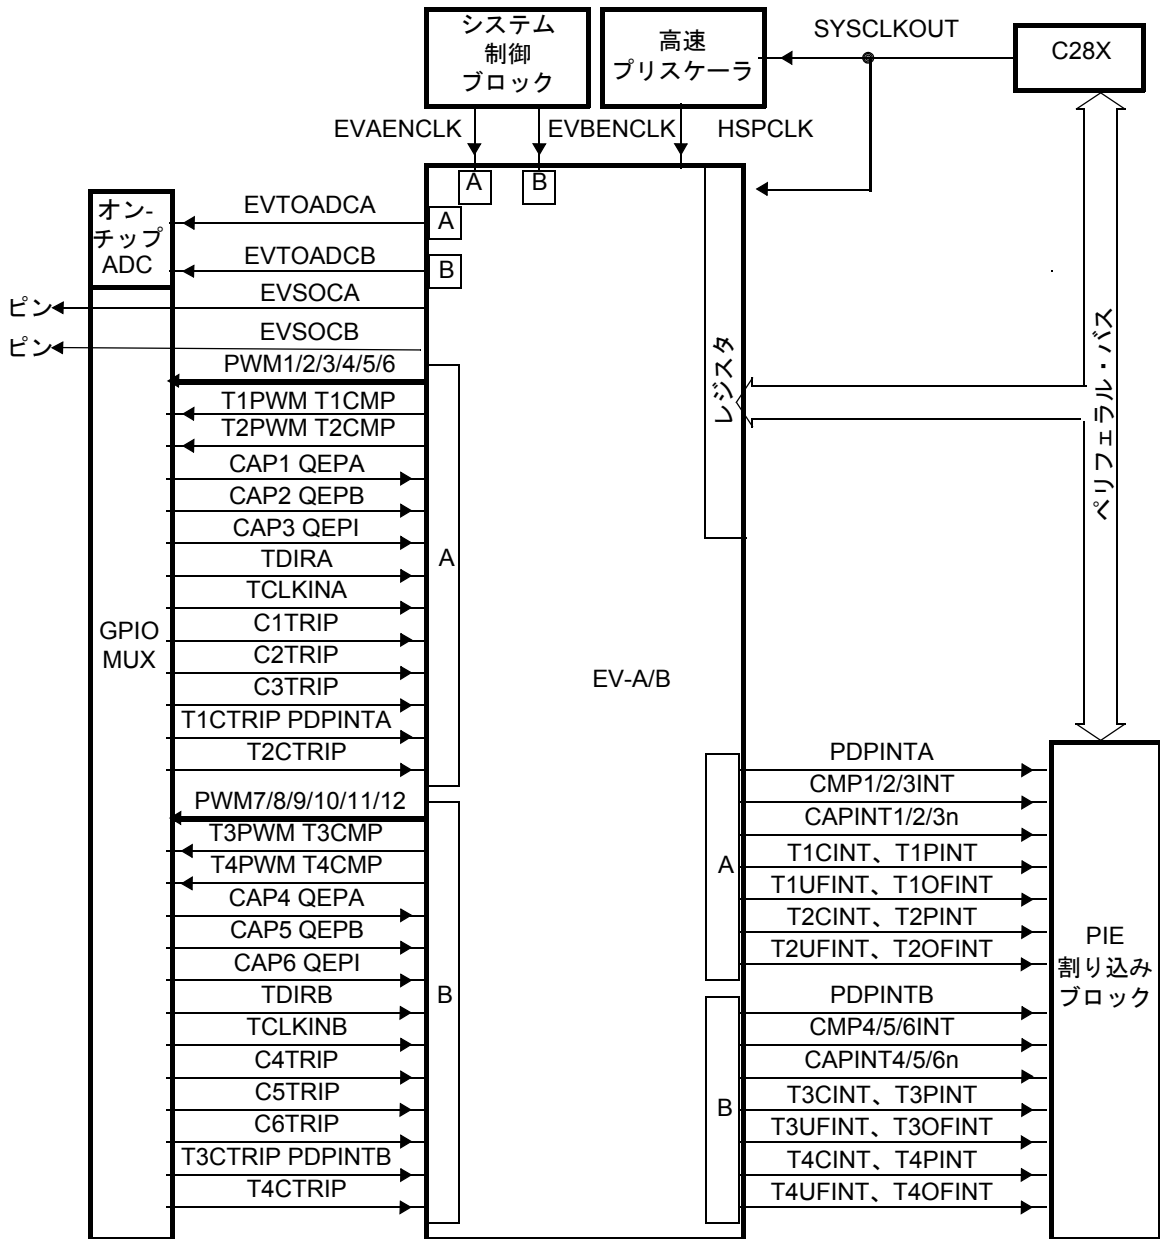 システム
制御
ブロック
高速
プリスケーラ
SYSCLKOUT
C28X
EVAENCLK
EVBENCLK
HSPCLK
A
B
オン-
チップ
ADC
EVTOADCA
A
EVTOADCB
B
ピン
EVSOCA
ピン
EVSOCB
PWM1/2/3/4/5/6
T1PWM T1CMP
T2PWM T2CMP
CAP1 QEPA
CAP2 QEPB
CAP3 QEPI
TDIRA
TCLKINA
C1TRIP
C2TRIP
C3TRIP
T1CTRIP PDPINTA
T2CTRIP
A
GPIO
MUX
EV-A/B
レジスタ
ペリフェラル・バス
PWM7/8/9/10/11/12
T3PWM T3CMP
T4PWM T4CMP
CAP4 QEPA
CAP5 QEPB
CAP6 QEPI
TDIRB
TCLKINB
C4TRIP
C5TRIP
C6TRIP
T3CTRIP PDPINTB
T4CTRIP
B
PDPINTA
CMP1/2/3INT
CAPINT1/2/3n
T1CINT、T1PINT
T1UFINT、T1OFINT
T2CINT、T2PINT
T2UFINT、T2OFINT
A
PDPINTB
CMP4/5/6INT
CAPINT4/5/6n
T3CINT、T3PINT
T3UFINT、T3OFINT
T4CINT、T4PINT
T4UFINT、T4OFINT
B
PIE
割り込み
ブロック